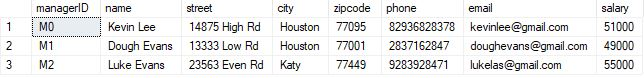 managerID name street city zipcode phone email salary
1 M0 Kevin Lee 14875 High Rd Houston 77095 82936828378 kevinlee@gmail.com 51000
2 M1 Dough Evans 13333 Low Rd Houston 77001 2837162847 doughevans@gmail.com 49000
3 M2 Luke Evans 23563 Even Rd Katy 77449 9283928471 lukelas@gmail.com 55000